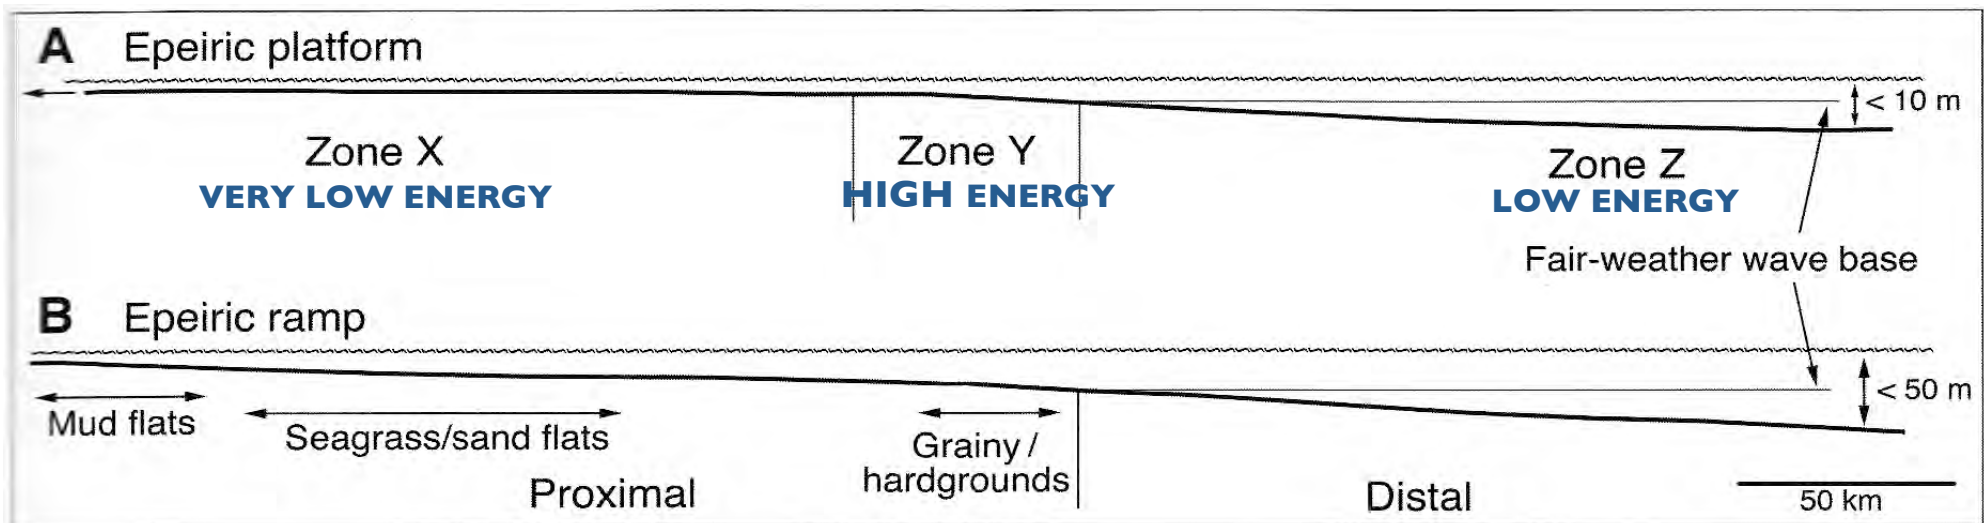 A Epeiric platform
< 10 m
Zone X
VERY LOW ENERGY
Zone Y
HIGH ENERGY
Zone Z
LOW ENERGY
Fair-weather wave base
B Epeiric ramp
< 50 m
Mud flats
Seagrass/sand flats
Grainy /
hardgrounds
Proximal
Distal
50 km